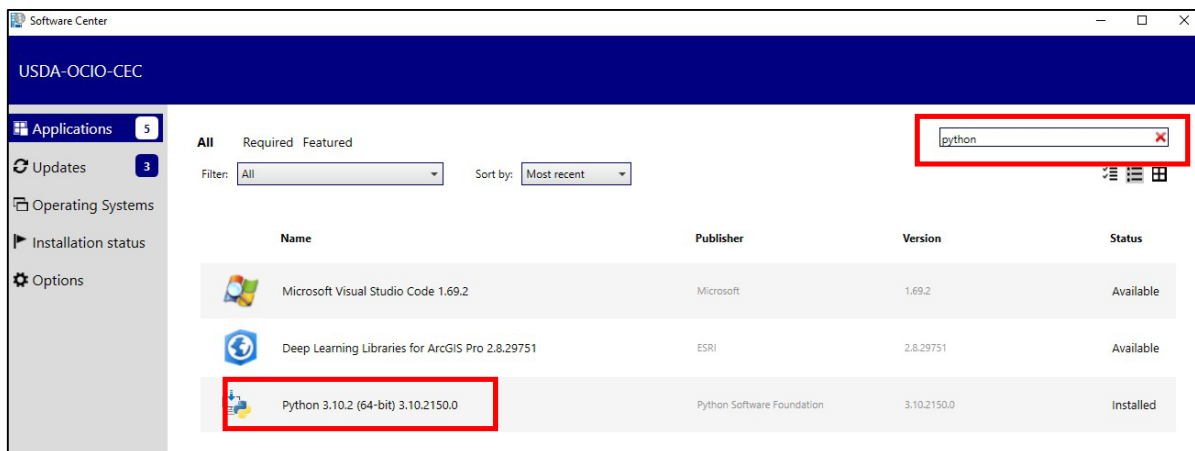 Software Center
USDA-OCIO-CEC
Applications 5
Updates 3
Operating Systems
Installation status
Options
All Required Featured
python
Filter: All Sort by: Most recent
Name Publisher Version Status
Microsoft Visual Studio Code 1.69.2 Microsoft 1.69.2 Available
Deep Learning Libraries for ArcGIS Pro 2.8.29751 ESRI 2.8.29751 Available
Python 3.10.2 (64-bit) 3.10.2150.0 Python Software Foundation 3.10.2150.0 Installed